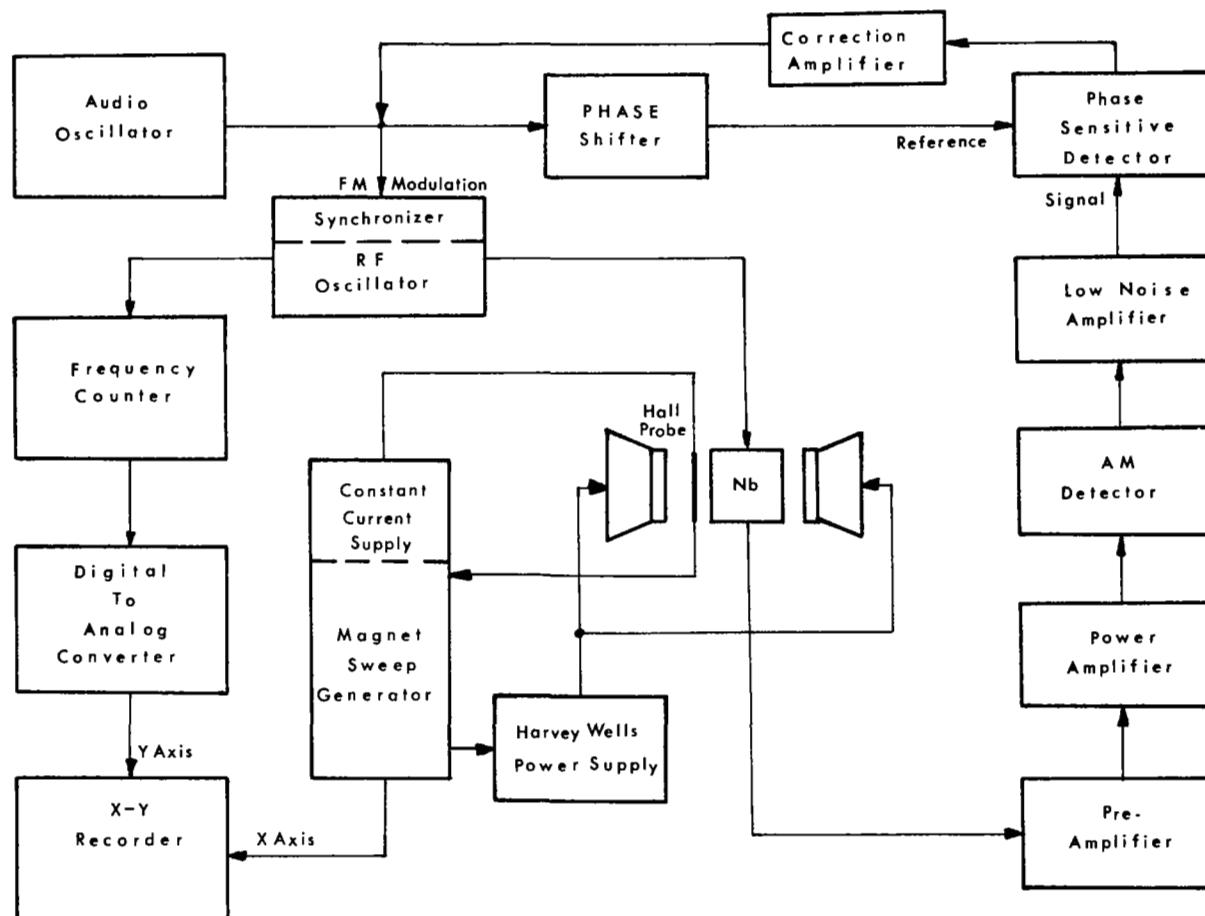 Correction
Amplifier
Audio
Oscillator
PHASE
Shifter
Reference
Phase
Sensitive
Detector
FM Modulation
Signal
Synchronizer
RF
Oscillator
Low Noise
Amplifier
Frequency
Counter
Hall
Probe
Nb
AM
Detector
Constant
Current
Supply
Digital
To
Analog
Converter
Magnet
Sweep
Generator
Power
Amplifier
Harvey Wells
Power Supply
Y Axis
X-Y
Recorder
X Axis
Pre-
Amplifier